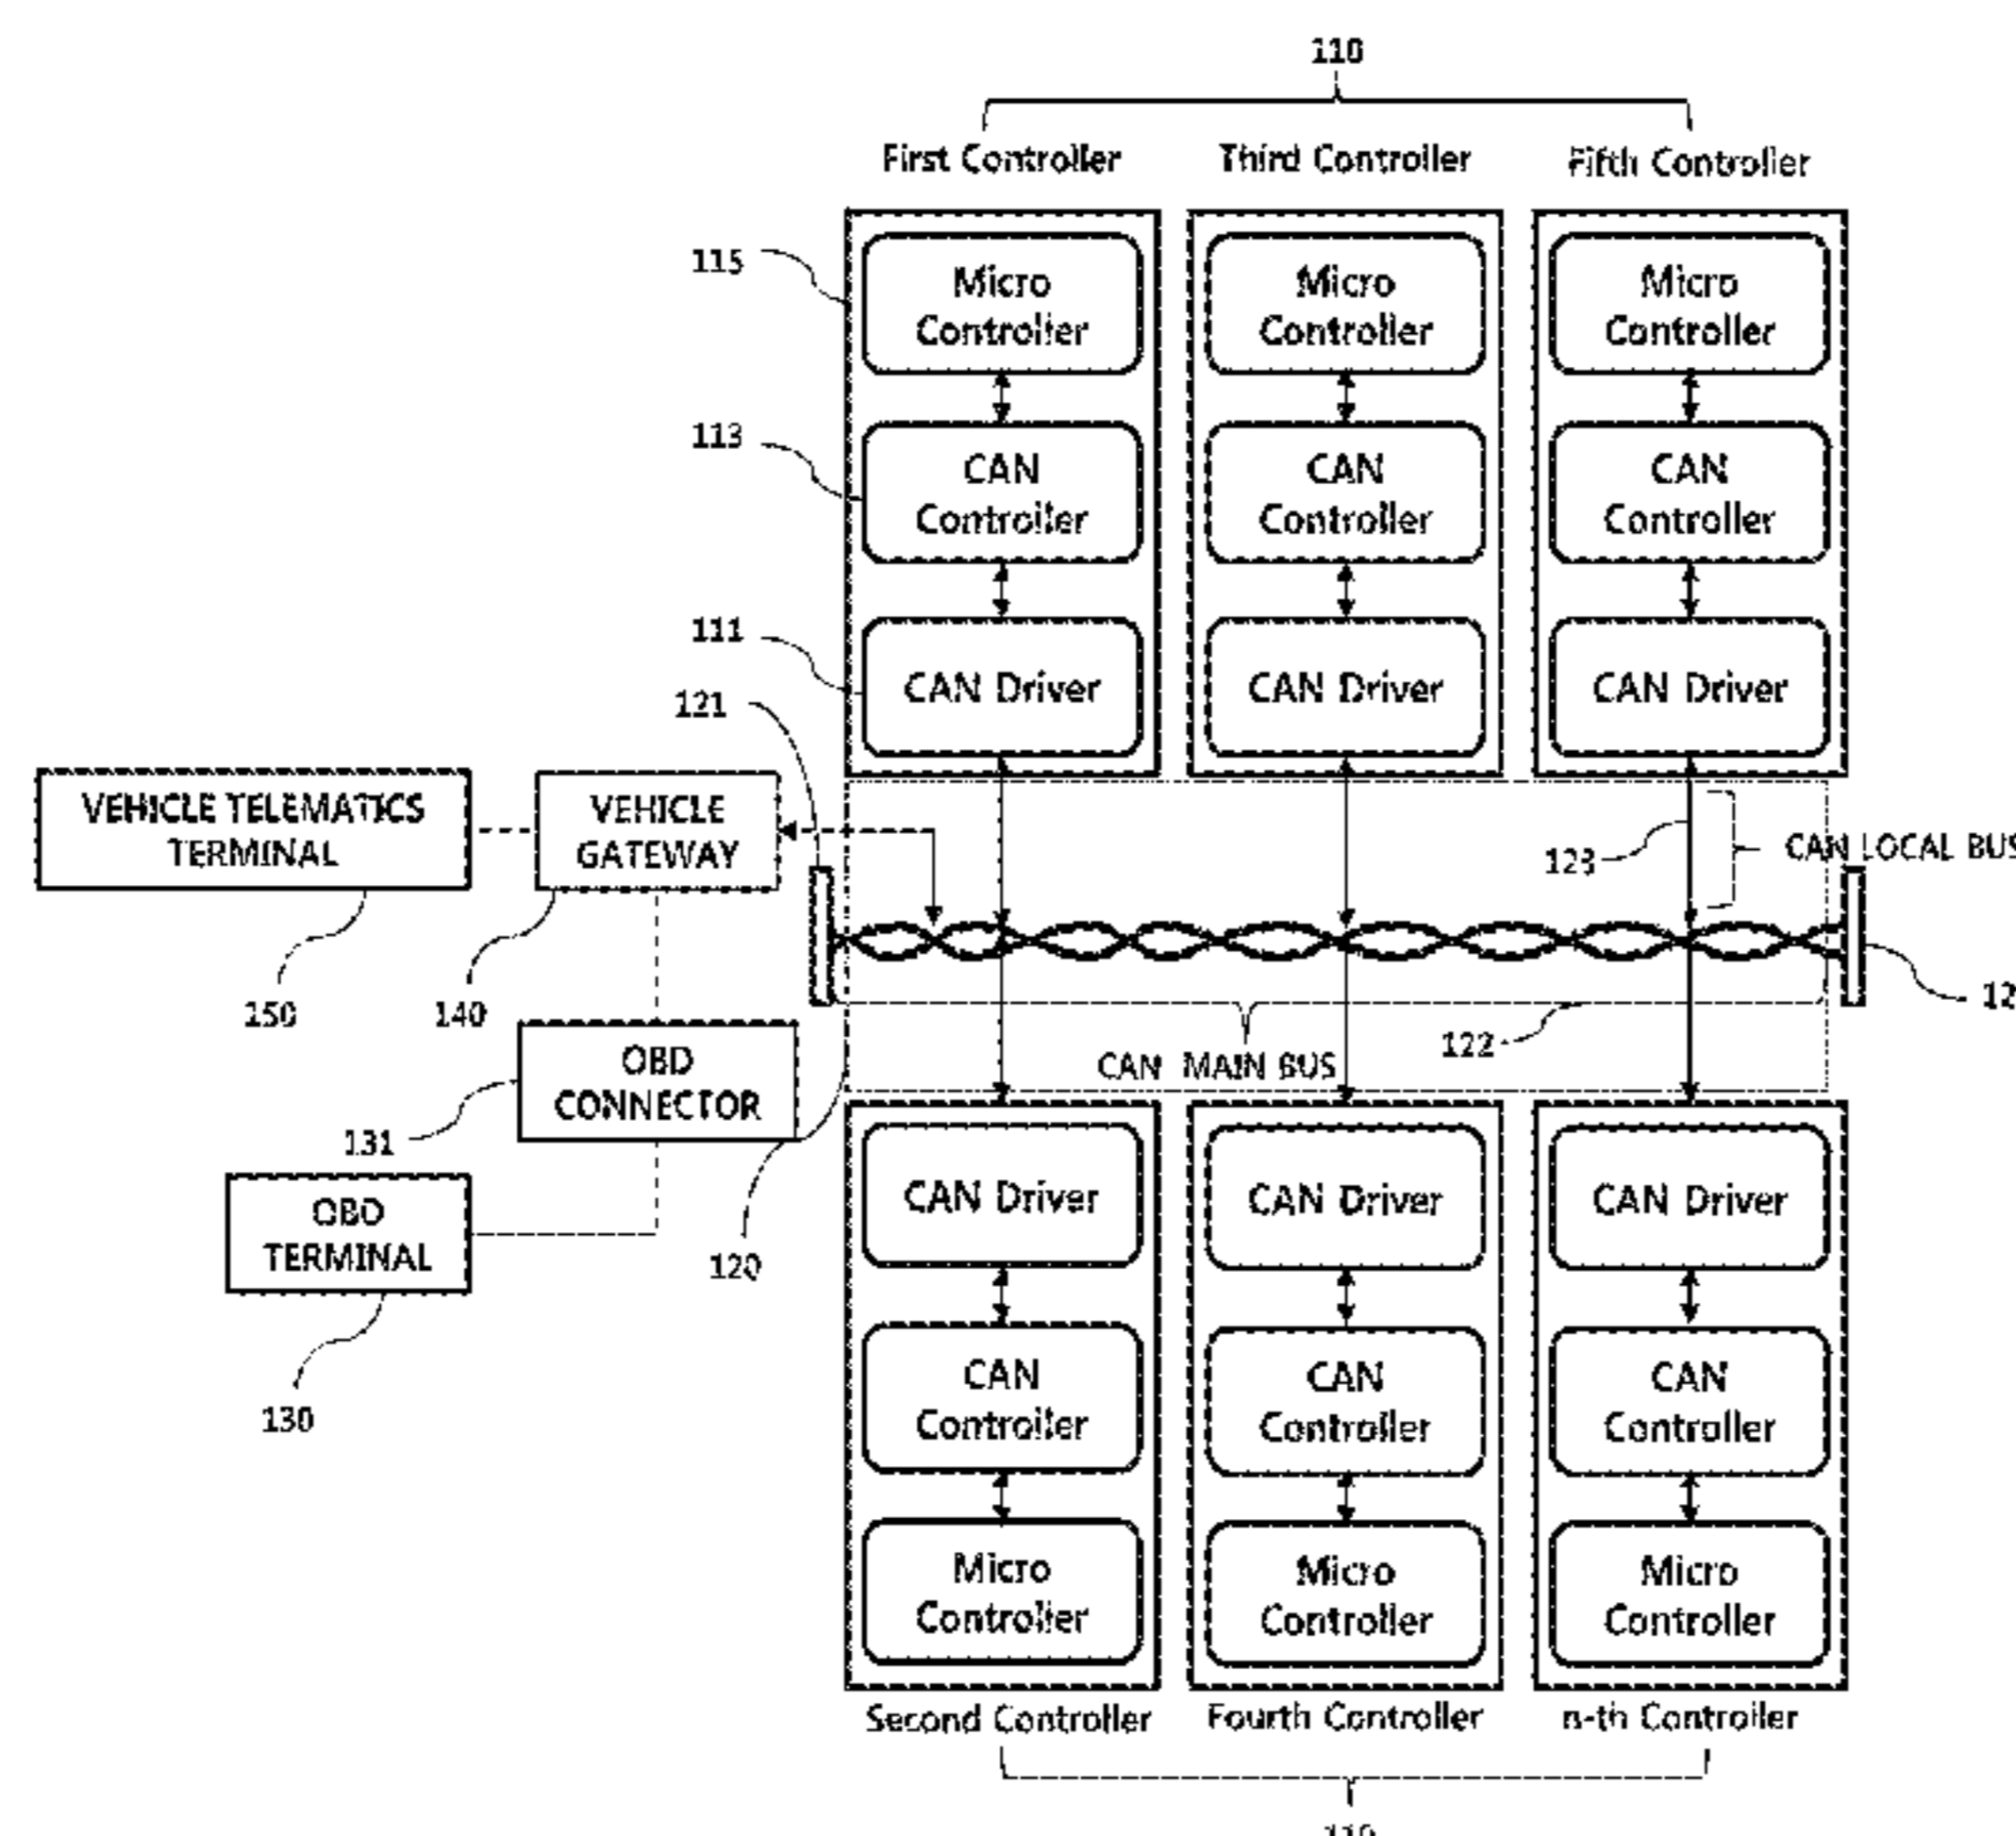 110
First Controller
Third Controller
Fifth Controller
115
Micro
Controller
Micro
Controller
Micro
Controller
113
CAN
Controller
CAN
Controller
CAN
Controller
111
CAN Driver
CAN Driver
CAN Driver
121
VEHICLE TELEMATICS
TERMINAL
VEHICLE
GATEWAY
123
CAN LOCAL BUS
150
140
12
122
CAN MAIN BUS
OBD
CONNECTOR
131
OBD
TERMINAL
120
130
CAN Driver
CAN Driver
CAN Driver
CAN
Controller
CAN
Controller
CAN
Controller
Micro
Controller
Micro
Controller
Micro
Controller
Second Controller
Fourth Controller
n-th Controller